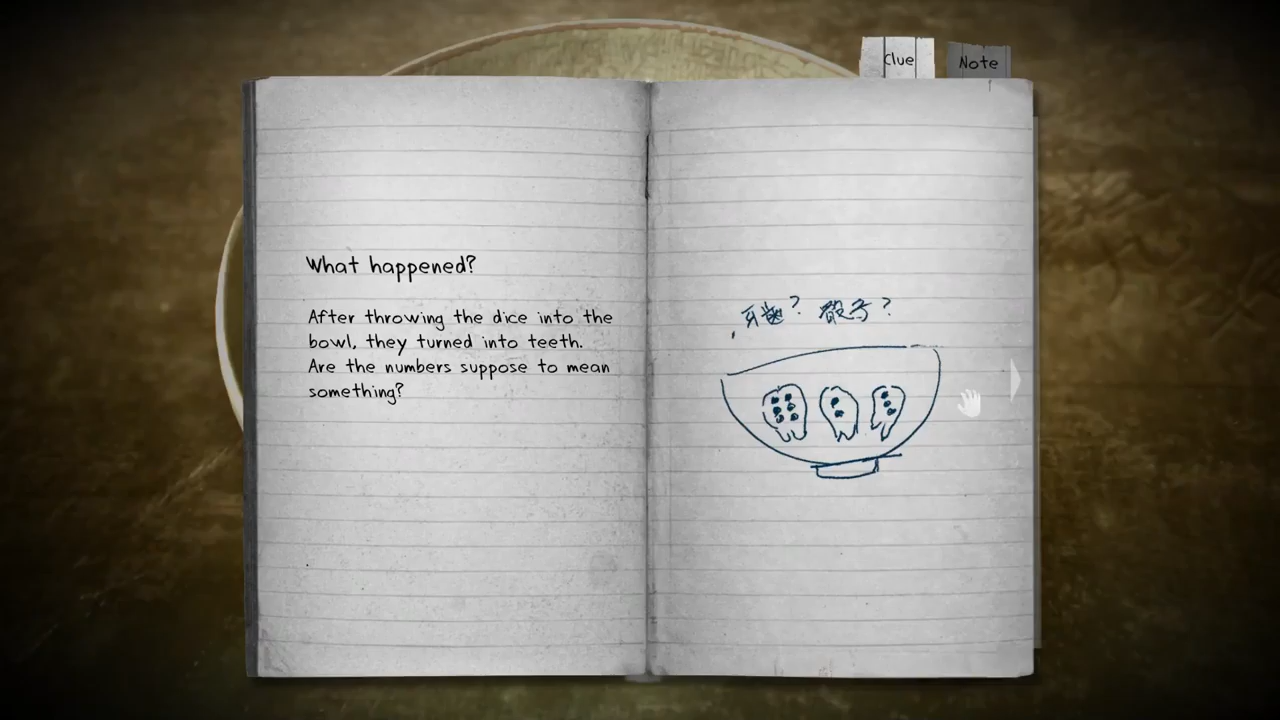 Clue
Note
What happened?
After throwing the dice into the
bowl, they turned into teeth.
Are the numbers suppose to mean
something?
牙齒? 骰子?